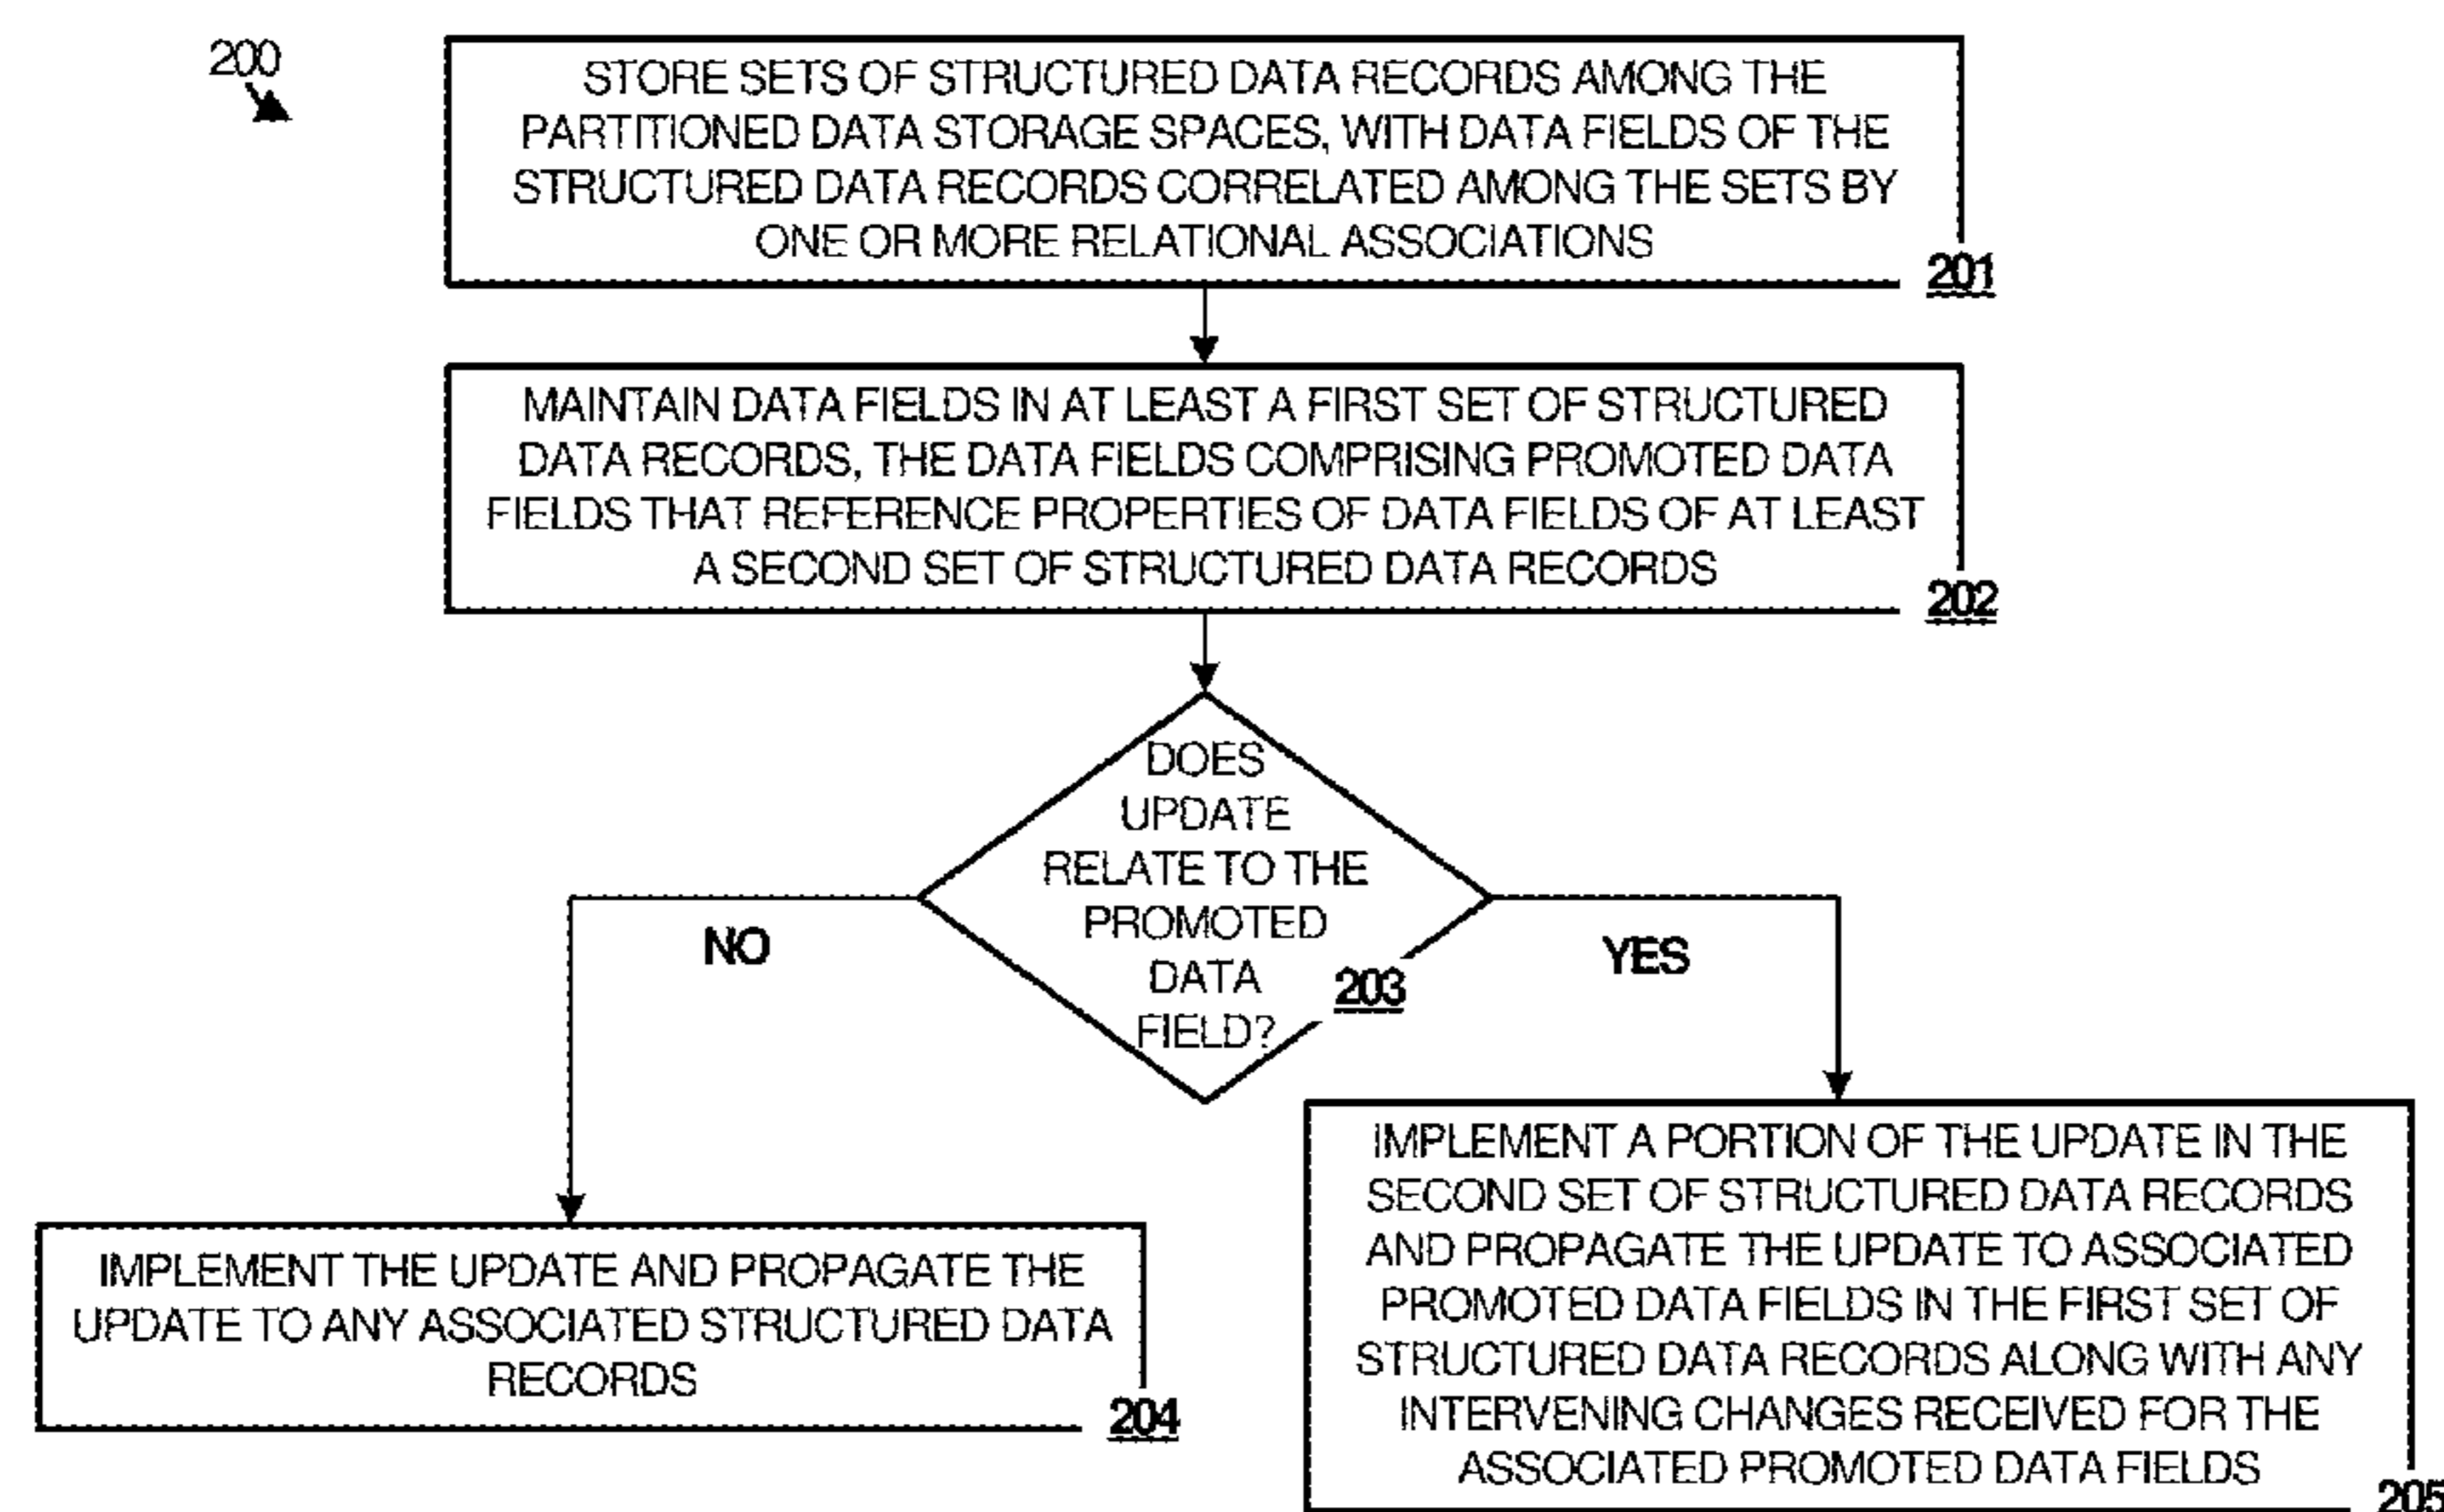 200
STORE SETS OF STRUCTURED DATA RECORDS AMONG THE
PARTITIONED DATA STORAGE SPACES, WITH DATA FIELDS OF THE
STRUCTURED DATA RECORDS CORRELATED AMONG THE SETS BY
ONE OR MORE RELATIONAL ASSOCIATIONS
201
MAINTAIN DATA FIELDS IN AT LEAST A FIRST SET OF STRUCTURED
DATA RECORDS, THE DATA FIELDS COMPRISING PROMOTED DATA
FIELDS THAT REFERENCE PROPERTIES OF DATA FIELDS OF AT LEAST
A SECOND SET OF STRUCTURED DATA RECORDS
202
DOES
UPDATE
RELATE TO THE
PROMOTED
DATA
FIELD?
203
NO
YES
IMPLEMENT THE UPDATE AND PROPAGATE THE
UPDATE TO ANY ASSOCIATED STRUCTURED DATA
RECORDS
204
IMPLEMENT A PORTION OF THE UPDATE IN THE
SECOND SET OF STRUCTURED DATA RECORDS
AND PROPAGATE THE UPDATE TO ASSOCIATED
PROMOTED DATA FIELDS IN THE FIRST SET OF
STRUCTURED DATA RECORDS ALONG WITH ANY
INTERVENING CHANGES RECEIVED FOR THE
ASSOCIATED PROMOTED DATA FIELDS
205